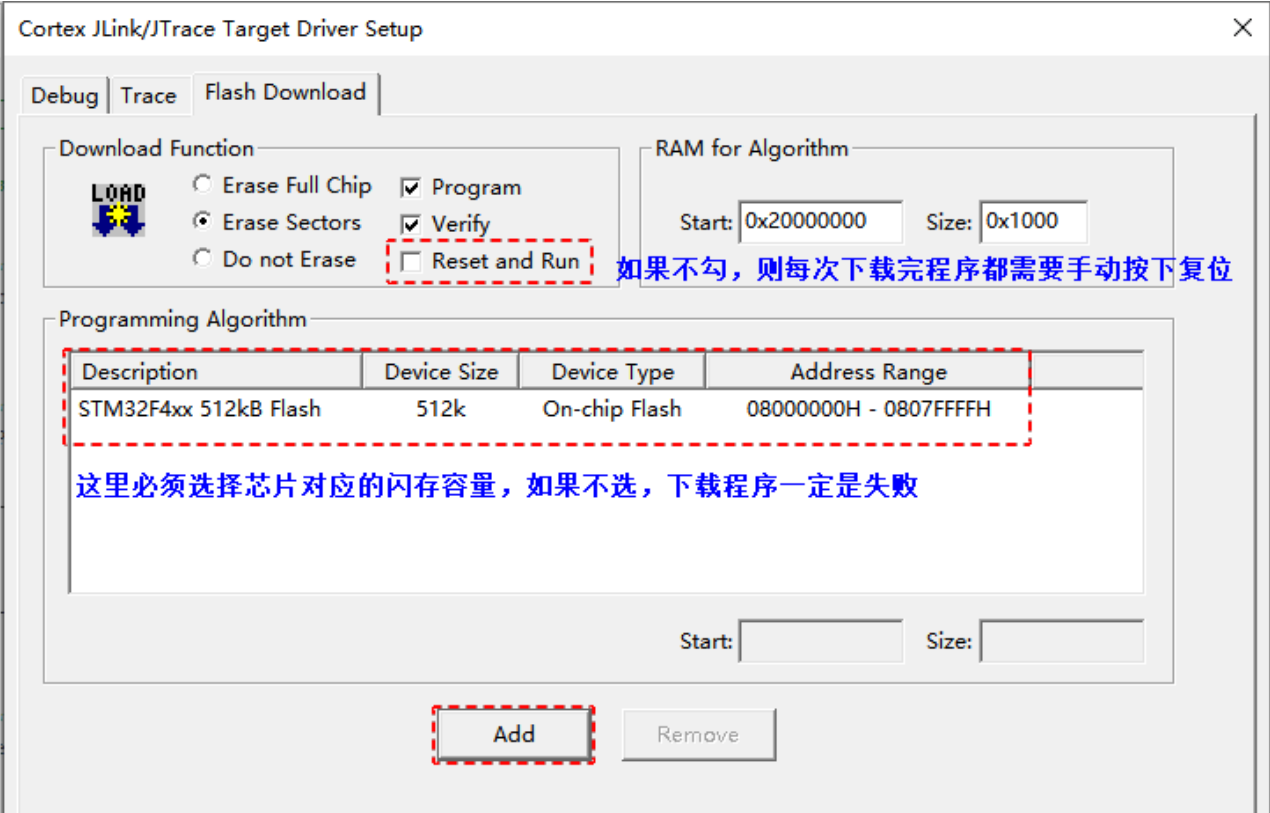 Cortex JLink/JTrace Target Driver Setup
Debug Trace Flash Download
Download Function
LOAD
Erase Full Chip
Erase Sectors
Do not Erase
Program
Verify
Reset and Run
RAM for Algorithm
Start: 0x20000000 Size: 0x1000
如果不勾，则每次下载完程序都需要手动按下复位
Programming Algorithm
Description Device Size Device Type Address Range
STM32F4xx 512kB Flash 512k On-chip Flash 08000000H - 0807FFFFH
这里必须选择芯片对应的闪存容量，如果不选，下载程序一定是失败
Start: Size:
Add Remove